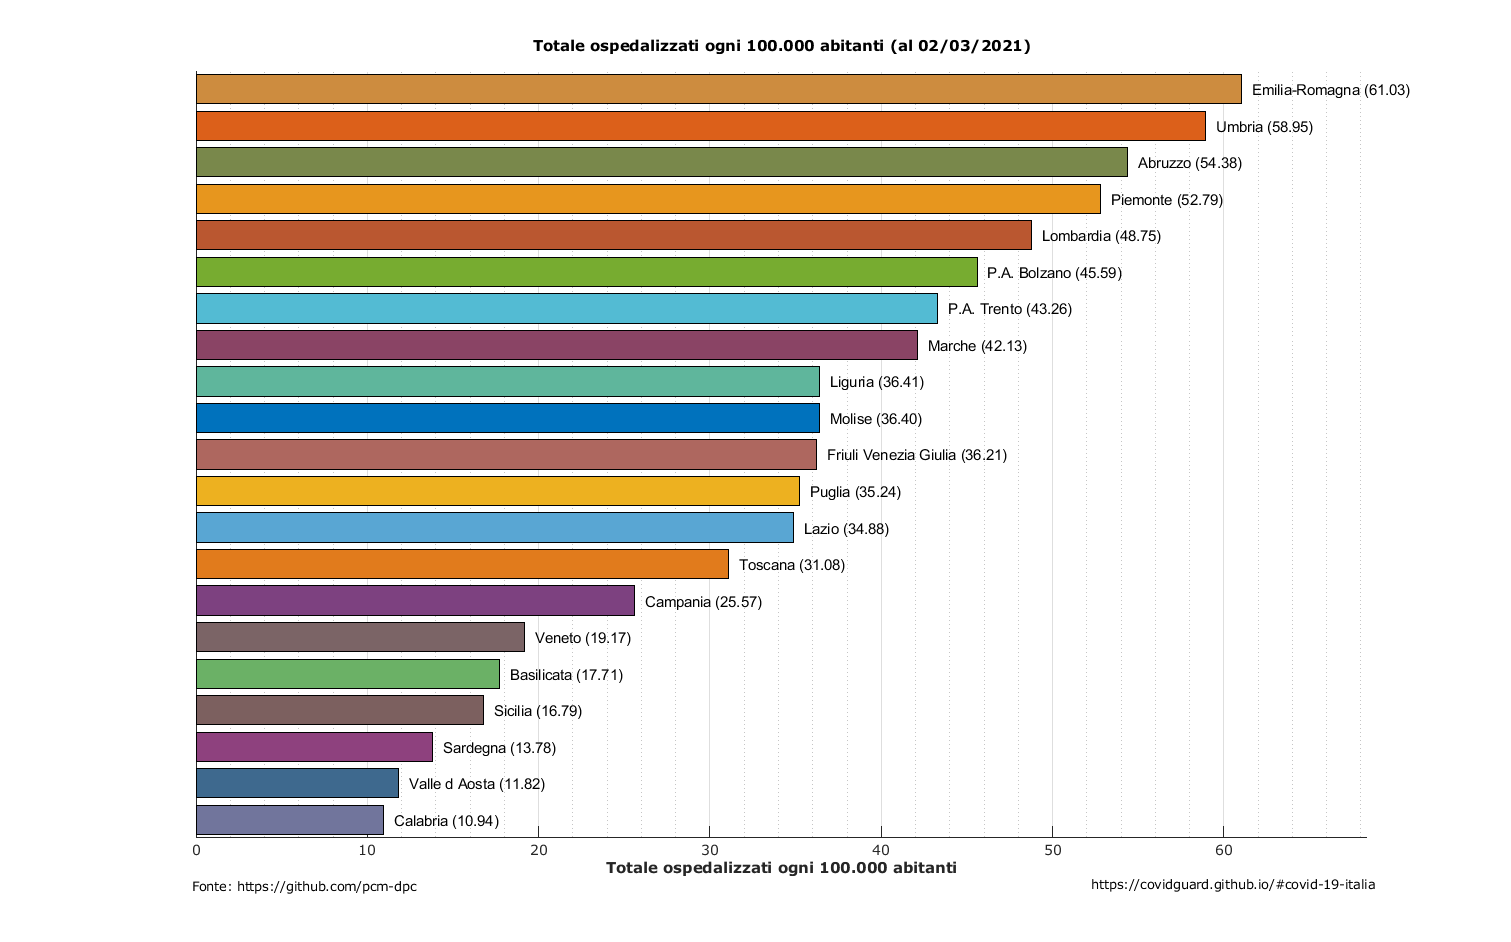 Totale ospedalizzati ogni 100.000 abitanti (al 02/03/2021)
Emilia-Romagna (61.03)
Umbria (58.95)
Abruzzo (54.38)
Piemonte (52.79)
Lombardia (48.75)
P.A. Bolzano (45.59)
P.A. Trento (43.26)
Marche (42.13)
Liguria (36.41)
Molise (36.40)
Friuli Venezia Giulia (36.21)
Puglia (35.24)
Lazio (34.88)
Toscana (31.08)
Campania (25.57)
Veneto (19.17)
Basilicata (17.71)
Sicilia (16.79)
Sardegna (13.78)
Valle d Aosta (11.82)
Calabria (10.94)
0 10 20 30 40 50 60
Totale ospedalizzati ogni 100.000 abitanti
Fonte: https://github.com/pcm-dpc
https://covidguard.github.io/#covid-19-italia